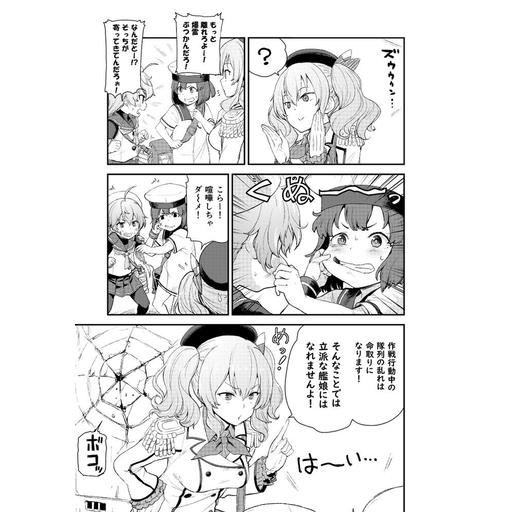 ズゥゥゥン…
?
もっと
離れろよー!
爆雷
ぶつかんだろ!
なんだとー!?
そっちが
寄ってきてんだろぉ!
ぬ
く
こらー!
喧嘩しちゃ
ダ〜メ!
作戦行動中の
隊列の乱れは
命取りに
なります!
そんなことでは
立派な艦娘には
なれませんよ!
めっ!
は〜い…
ボコッ